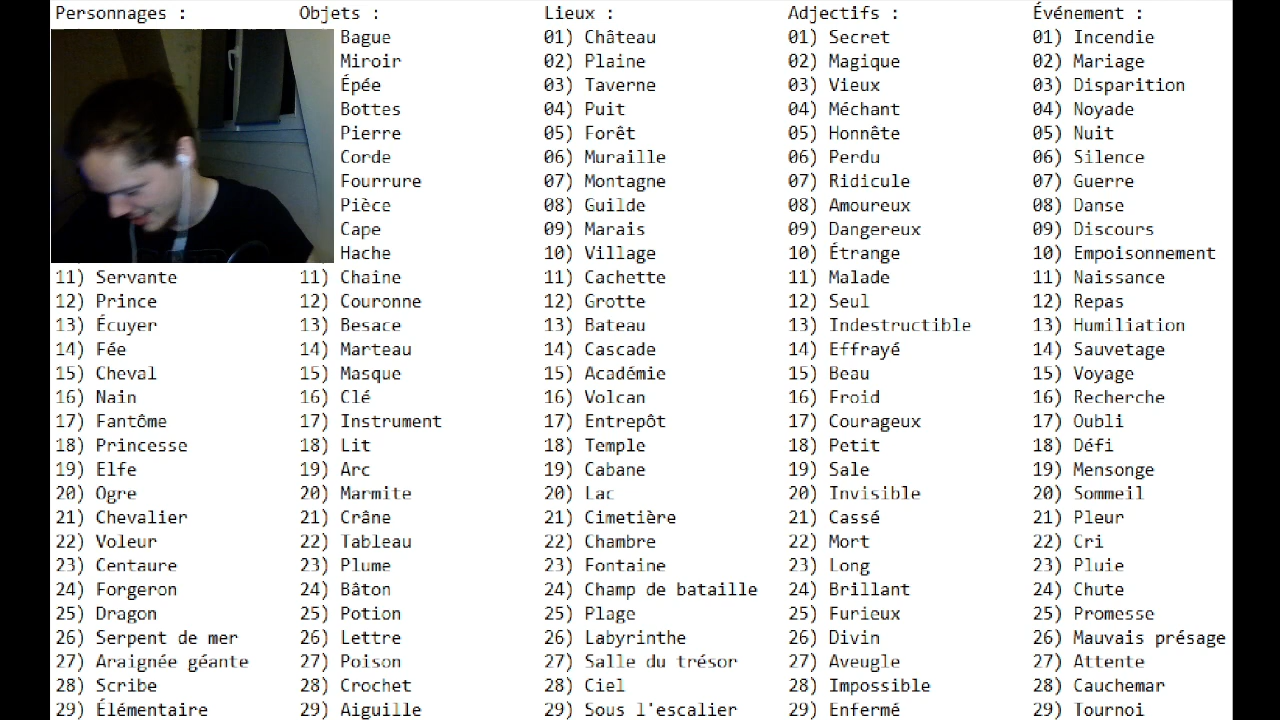 Personnages : Objets : Lieux : Adjectifs : Événement :
Bague 01) Château 01) Secret 01) Incendie
Miroir 02) Plaine 02) Magique 02) Mariage
Épée 03) Taverne 03) Vieux 03) Disparition
Bottes 04) Puit 04) Méchant 04) Noyade
Pierre 05) Forêt 05) Honnête 05) Nuit
Corde 06) Muraille 06) Perdu 06) Silence
Fourrure 07) Montagne 07) Ridicule 07) Guerre
Pièce 08) Guilde 08) Amoureux 08) Danse
Cape 09) Marais 09) Dangereux 09) Discours
Hache 10) Village 10) Étrange 10) Empoisonnement
11) Servante 11) Chaine 11) Cachette 11) Malade 11) Naissance
12) Prince 12) Couronne 12) Grotte 12) Seul 12) Repas
13) Écuyer 13) Besace 13) Bateau 13) Indestructible 13) Humiliation
14) Fée 14) Marteau 14) Cascade 14) Effrayé 14) Sauvetage
15) Cheval 15) Masque 15) Académie 15) Beau 15) Voyage
16) Nain 16) Clé 16) Volcan 16) Froid 16) Recherche
17) Fantôme 17) Instrument 17) Entrepôt 17) Courageux 17) Oubli
18) Princesse 18) Lit 18) Temple 18) Petit 18) Défi
19) Elfe 19) Arc 19) Cabane 19) Sale 19) Mensonge
20) Ogre 20) Marmite 20) Lac 20) Invisible 20) Sommeil
21) Chevalier 21) Crâne 21) Cimetière 21) Cassé 21) Pleur
22) Voleur 22) Tableau 22) Chambre 22) Mort 22) Cri
23) Centaure 23) Plume 23) Fontaine 23) Long 23) Pluie
24) Forgeron 24) Bâton 24) Champ de bataille 24) Brillant 24) Chute
25) Dragon 25) Potion 25) Plage 25) Furieux 25) Promesse
26) Serpent de mer 26) Lettre 26) Labyrinthe 26) Divin 26) Mauvais présage
27) Araignée géante 27) Poison 27) Salle du trésor 27) Aveugle 27) Attente
28) Scribe 28) Crochet 28) Ciel 28) Impossible 28) Cauchemar
29) Élémentaire 29) Aiguille 29) Sous l'escalier 29) Enfermé 29) Tournoi